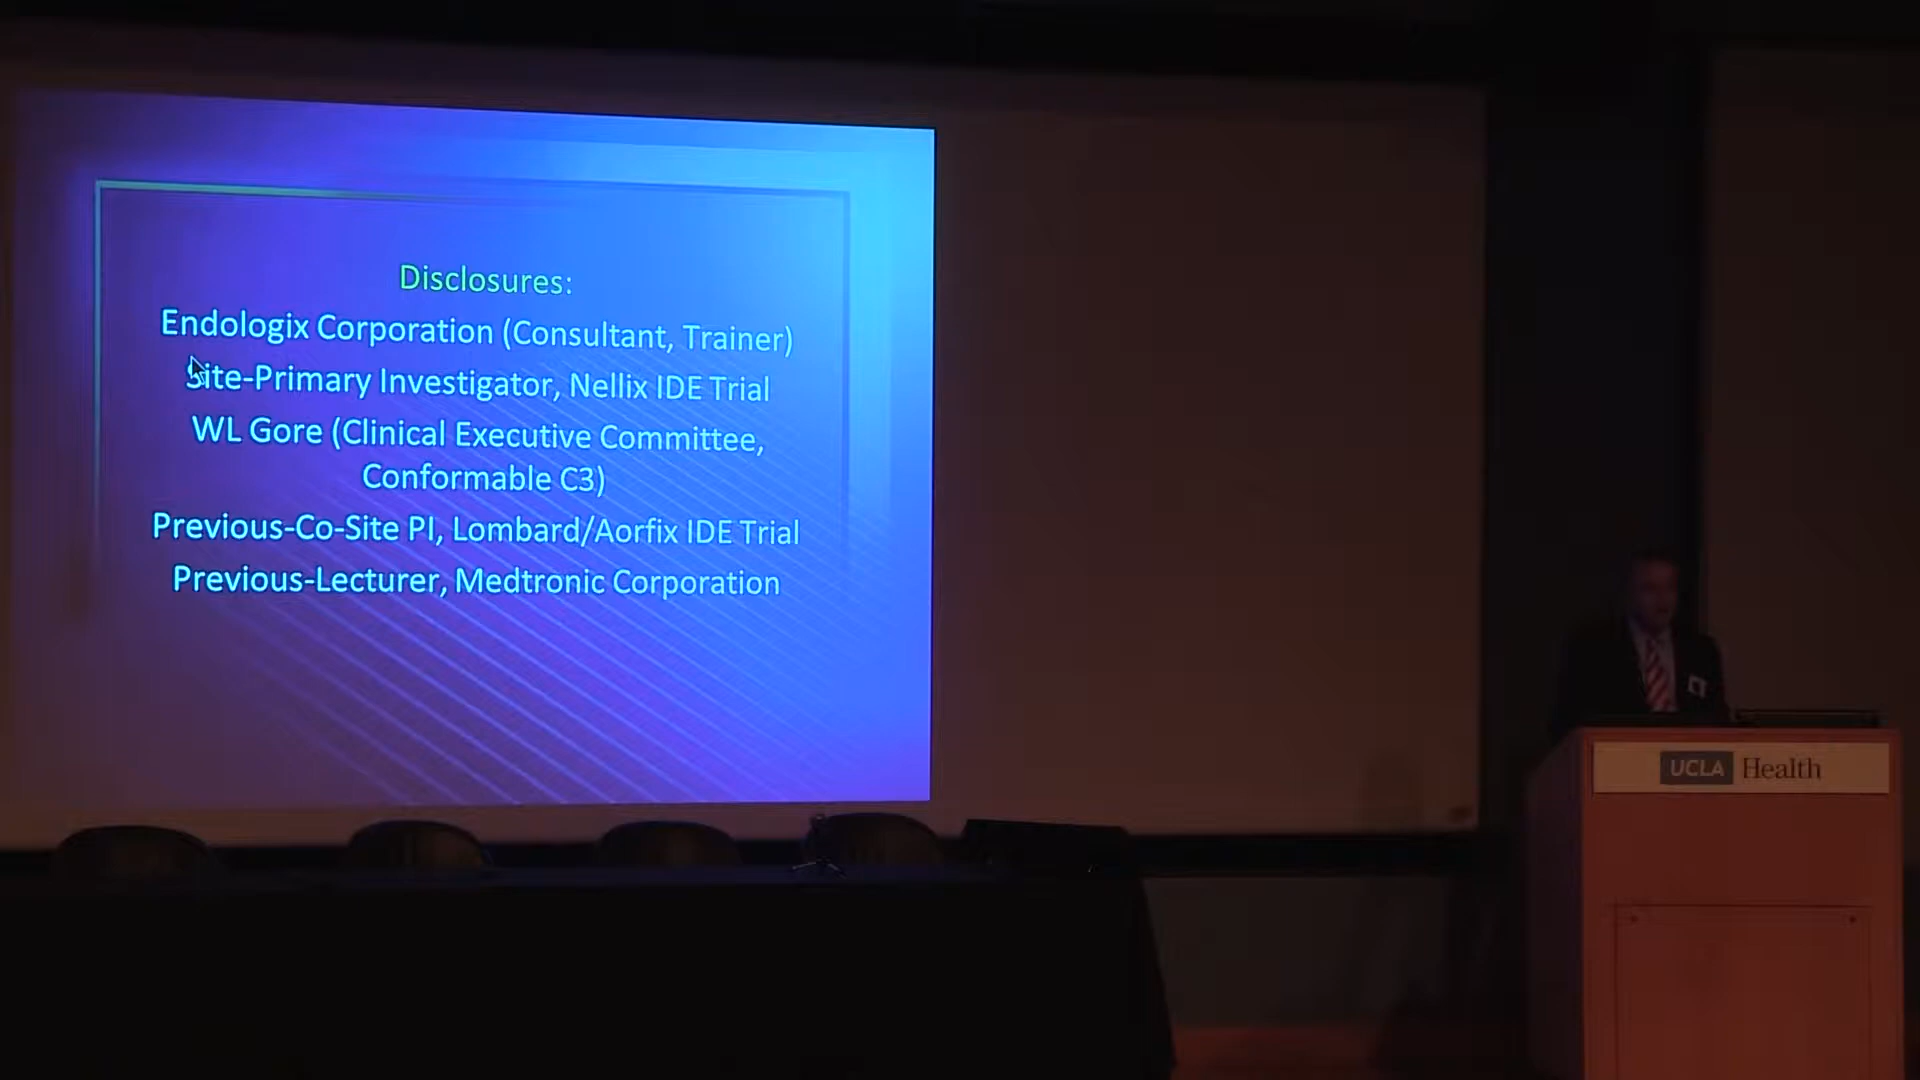 Disclosures:
Endologix Corporation (Consultant, Trainer)
Site-Primary Investigator, Nellix IDE Trial
WL Gore (Clinical Executive Committee,
Conformable C3)
Previous-Co-Site PI, Lombard/Aorfix IDE Trial
Previous-Lecturer, Medtronic Corporation
UCLA Health